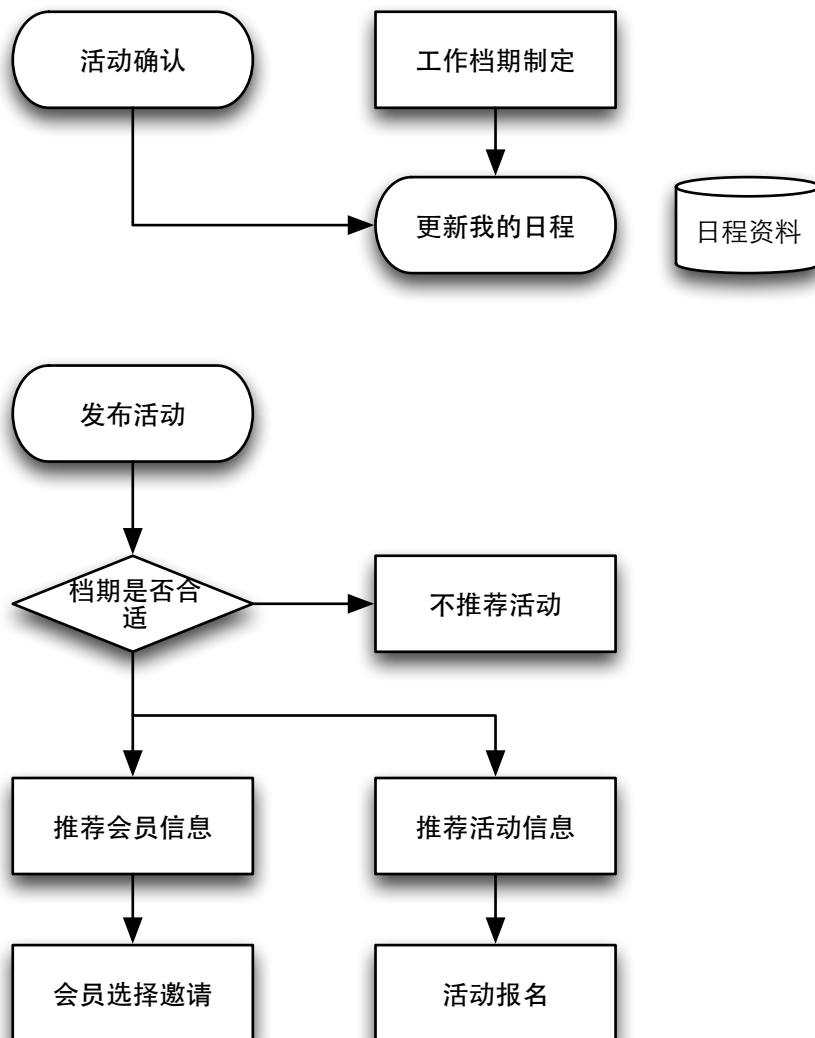 活动确认
工作档期制定
更新我的日程
日程资料
发布活动
档期是否合
适
不推荐活动
推荐会员信息
推荐活动信息
会员选择邀请
活动报名